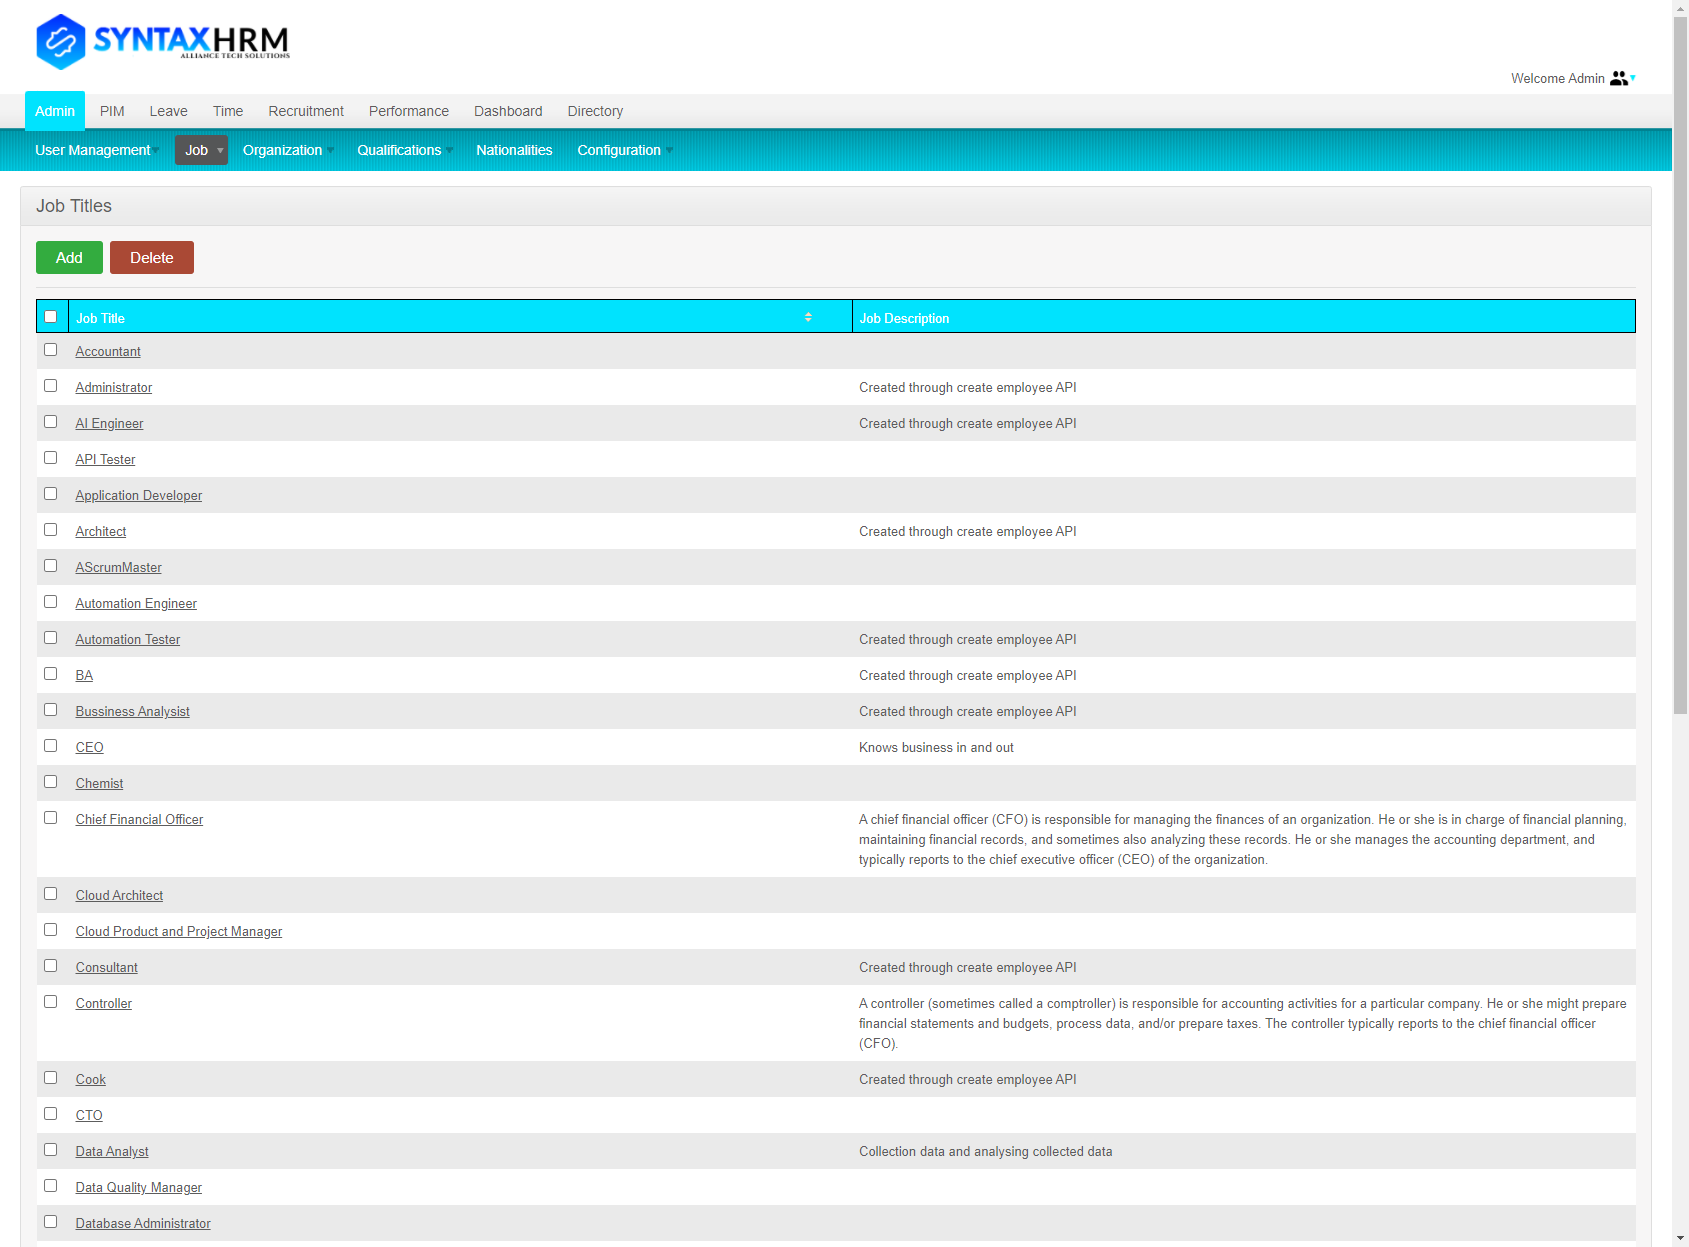 SYNTAXHRM
ALLIANCE TECH SOLUTIONS
Welcome Admin
Admin PIM Leave Time Recruitment Performance Dashboard Directory
User Management Job Organization Qualifications Nationalities Configuration
Job Titles
Add Delete
Job Title Job Description
Accountant
Administrator Created through create employee API
AI Engineer Created through create employee API
API Tester
Application Developer
Architect Created through create employee API
AScrumMaster
Automation Engineer
Automation Tester Created through create employee API
BA Created through create employee API
Bussiness Analysist Created through create employee API
CEO Knows business in and out
Chemist
Chief Financial Officer A chief financial officer (CFO) is responsible for managing the finances of an organization. He or she is in charge of financial planning,
maintaining financial records, and sometimes also analyzing these records. He or she manages the accounting department, and
typically reports to the chief executive officer (CEO) of the organization.
Cloud Architect
Cloud Product and Project Manager
Consultant Created through create employee API
Controller A controller (sometimes called a comptroller) is responsible for accounting activities for a particular company. He or she might prepare
financial statements and budgets, process data, and/or prepare taxes. The controller typically reports to the chief financial officer
(CFO).
Cook Created through create employee API
CTO
Data Analyst Collection data and analysing collected data
Data Quality Manager
Database Administrator